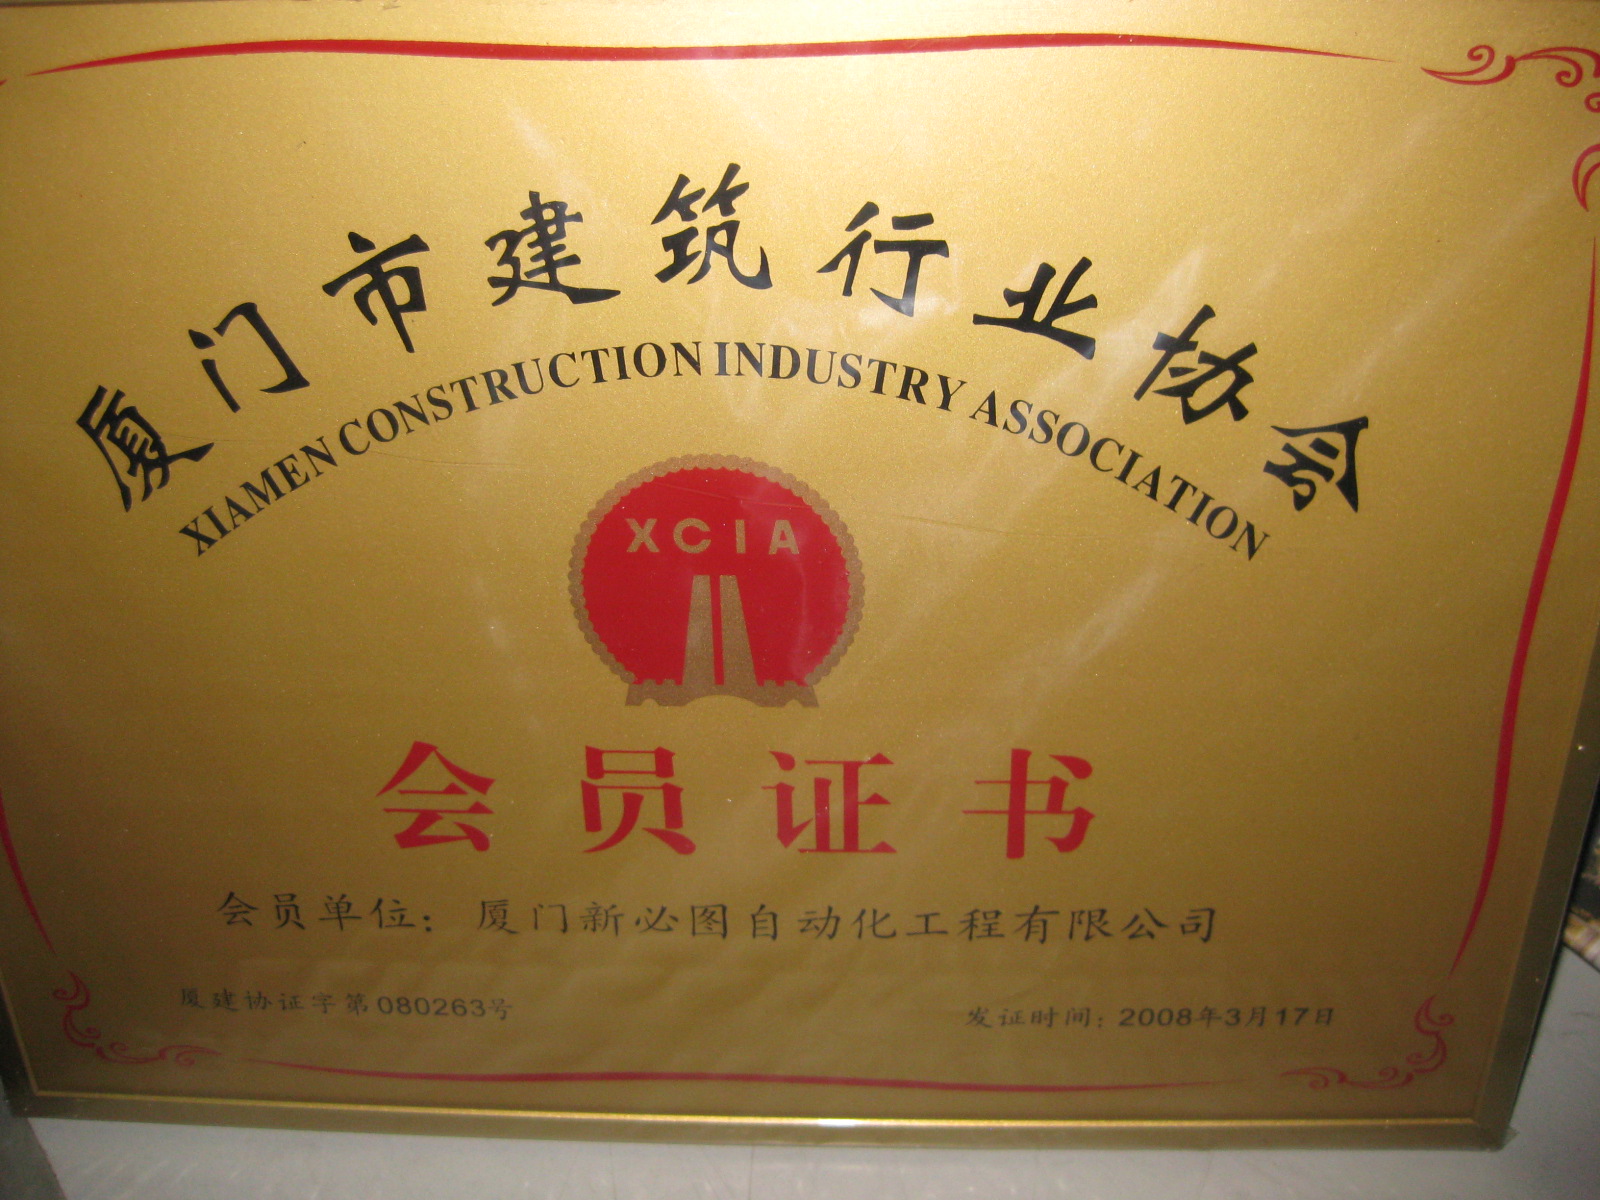 厦门市建筑行业协会
XIAMEN CONSTRUCTION INDUSTRY ASSOCIATION
XCIA
会员证书
会员单位：厦门新必图自动化工程有限公司
厦建协证字第080263号
发证时间：2008年3月17日